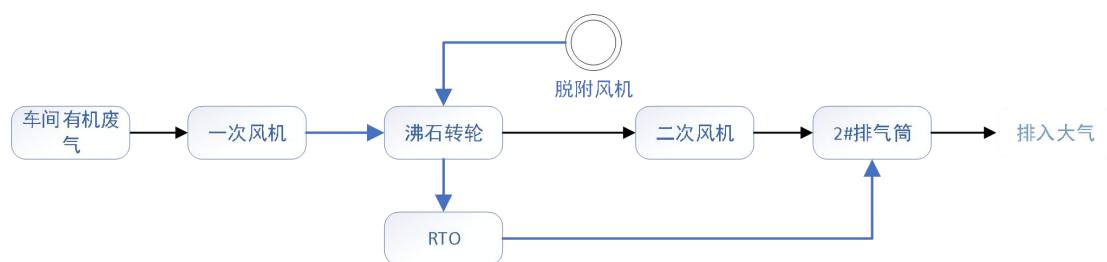 脱附风机
车间有机废
气
一次风机
沸石转轮
二次风机
2#排气筒
排入大气
RTO